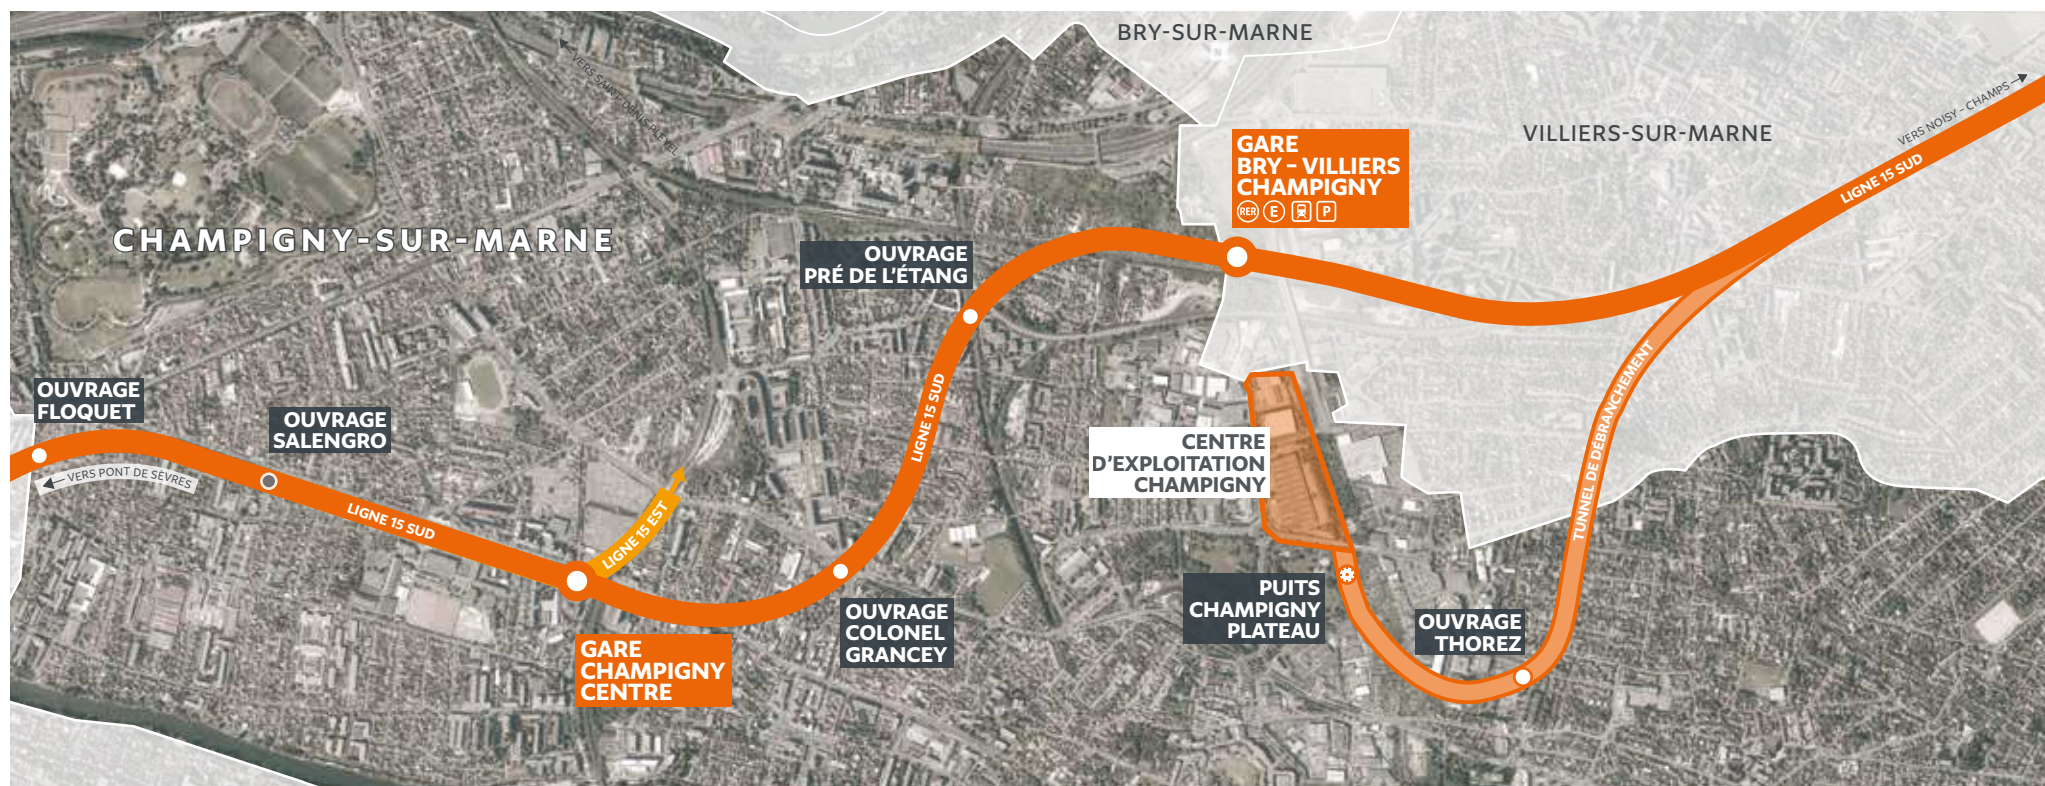 BRY-SUR-MARNE
VERS SAINT-DENIS PLEYEL
VERS NOISY – CHAMPS
VILLIERS-SUR-MARNE
GARE
BRY – VILLIERS
CHAMPIGNY
RER E P
LIGNE 15 SUD
CHAMPIGNY-SUR-MARNE
OUVRAGE
PRÉ DE L'ÉTANG
OUVRAGE
FLOQUET
OUVRAGE
SALENGRO
VERS PONT DE SÈVRES
LIGNE 15 SUD
LIGNE 15 EST
LIGNE 15 SUD
CENTRE
D'EXPLOITATION
CHAMPIGNY
TUNNEL DE DÉBRANCHEMENT
GARE
CHAMPIGNY
CENTRE
OUVRAGE
COLONEL
GRANCEY
PUITS
CHAMPIGNY
PLATEAU
OUVRAGE
THOREZ